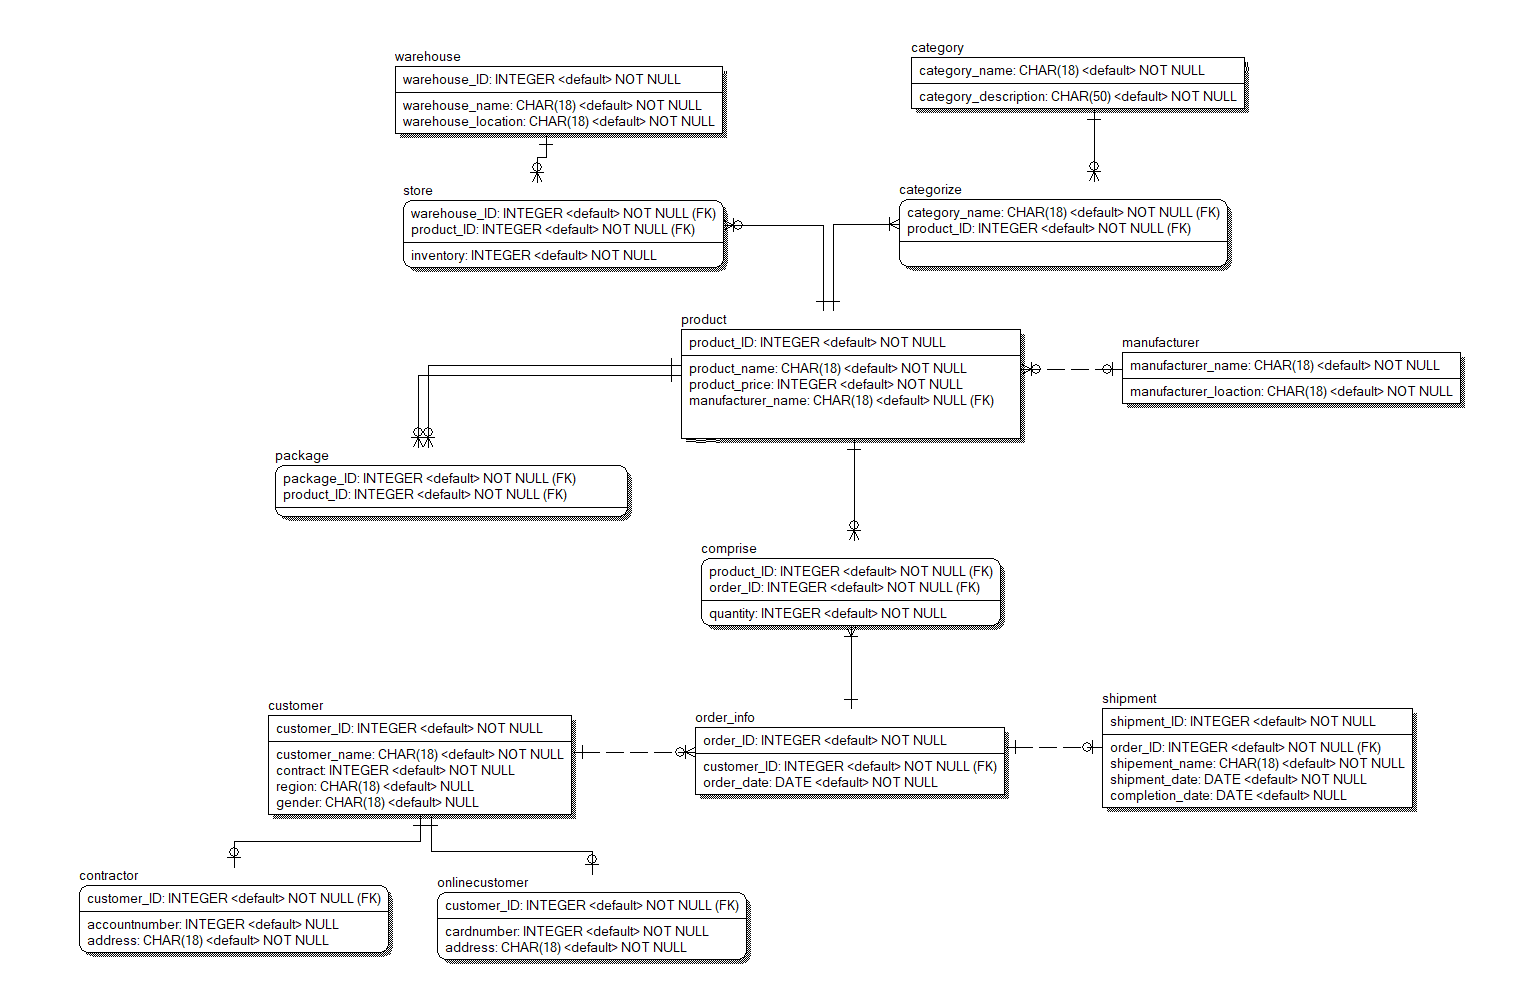 warehouse
warehouse_ID: INTEGER <default> NOT NULL
warehouse_name: CHAR(18) <default> NOT NULL
warehouse_location: CHAR(18) <default> NOT NULL
category
category_name: CHAR(18) <default> NOT NULL
category_description: CHAR(50) <default> NOT NULL
store
warehouse_ID: INTEGER <default> NOT NULL (FK)
product_ID: INTEGER <default> NOT NULL (FK)
inventory: INTEGER <default> NOT NULL
categorize
category_name: CHAR(18) <default> NOT NULL (FK)
product_ID: INTEGER <default> NOT NULL (FK)
product
product_ID: INTEGER <default> NOT NULL
product_name: CHAR(18) <default> NOT NULL
product_price: INTEGER <default> NOT NULL
manufacturer_name: CHAR(18) <default> NULL (FK)
manufacturer
manufacturer_name: CHAR(18) <default> NOT NULL
manufacturer_loaction: CHAR(18) <default> NOT NULL
package
package_ID: INTEGER <default> NOT NULL (FK)
product_ID: INTEGER <default> NOT NULL (FK)
comprise
product_ID: INTEGER <default> NOT NULL (FK)
order_ID: INTEGER <default> NOT NULL (FK)
quantity: INTEGER <default> NOT NULL
customer
customer_ID: INTEGER <default> NOT NULL
customer_name: CHAR(18) <default> NOT NULL
contract: INTEGER <default> NOT NULL
region: CHAR(18) <default> NULL
gender: CHAR(18) <default> NULL
order_info
order_ID: INTEGER <default> NOT NULL
customer_ID: INTEGER <default> NOT NULL (FK)
order_date: DATE <default> NOT NULL
shipment
shipment_ID: INTEGER <default> NOT NULL
order_ID: INTEGER <default> NOT NULL (FK)
shipement_name: CHAR(18) <default> NOT NULL
shipment_date: DATE <default> NOT NULL
completion_date: DATE <default> NULL
contractor
customer_ID: INTEGER <default> NOT NULL (FK)
accountnumber: INTEGER <default> NULL
address: CHAR(18) <default> NOT NULL
onlinecustomer
customer_ID: INTEGER <default> NOT NULL (FK)
cardnumber: INTEGER <default> NOT NULL
address: CHAR(18) <default> NOT NULL